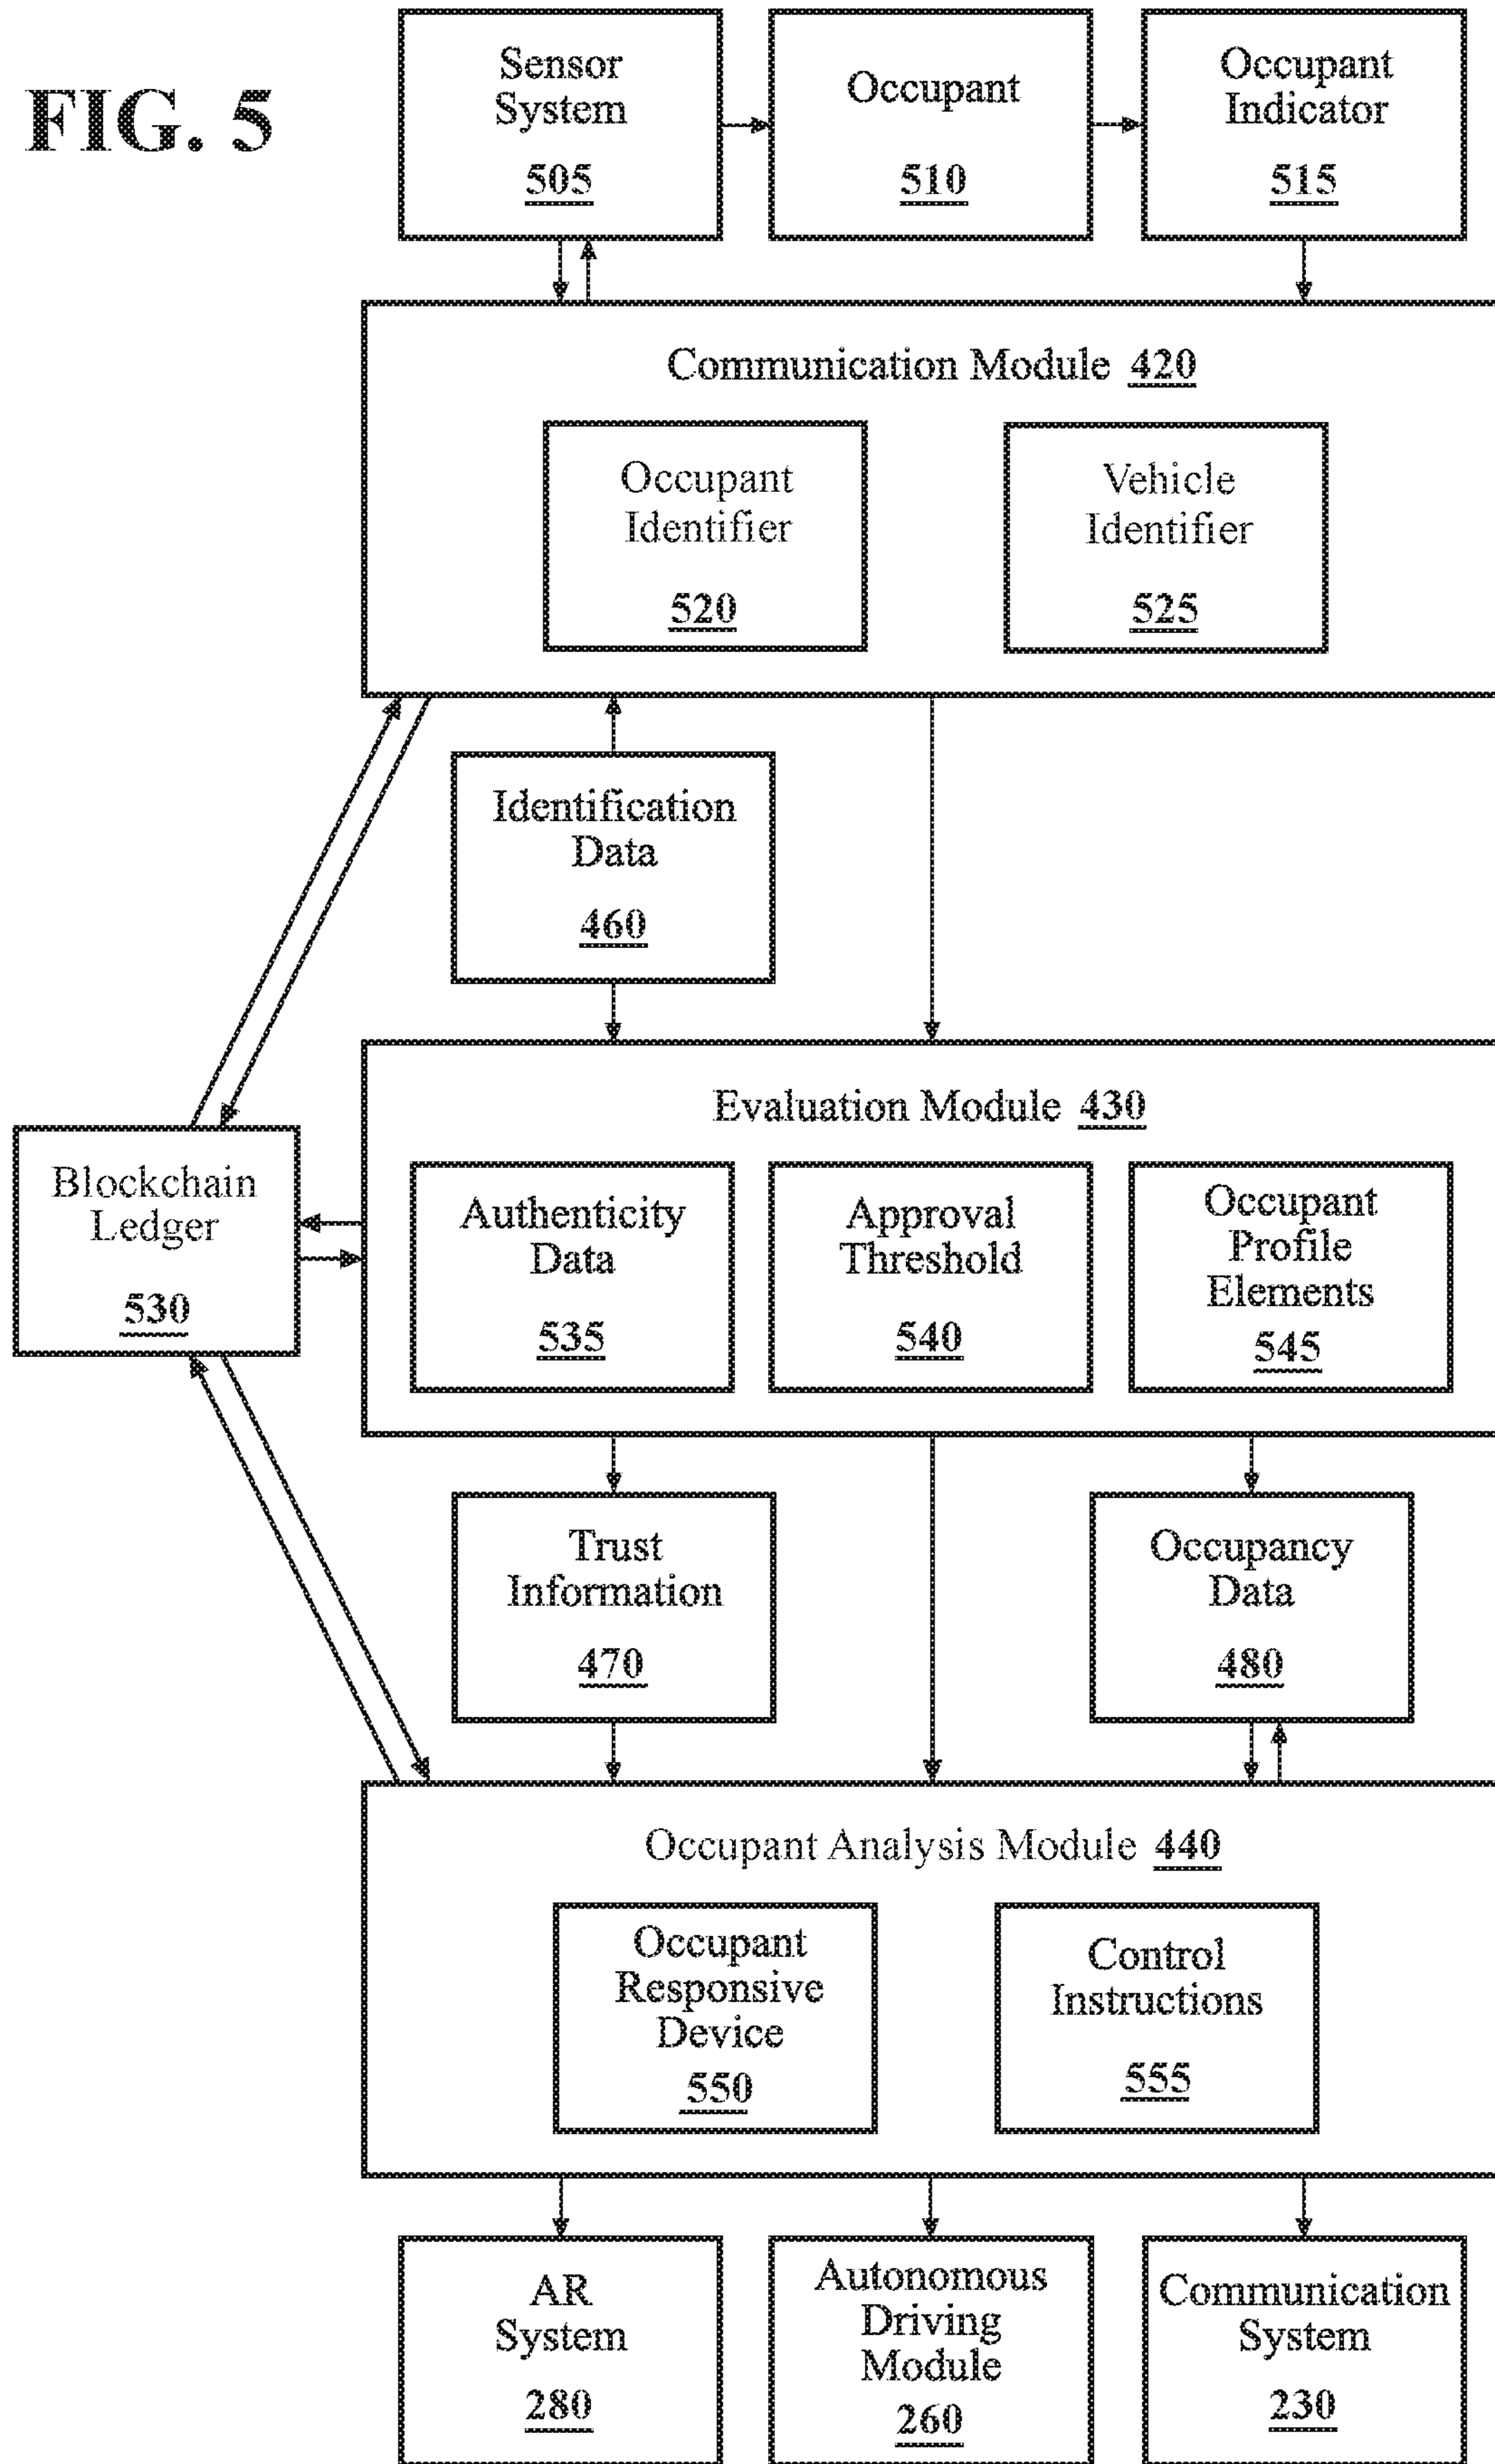 FIG. 5
Sensor
System
505
Occupant
510
Occupant
Indicator
515
Communication Module 420
Occupant
Identifier
520
Vehicle
Identifier
525
Identification
Data
460
Evaluation Module 430
Blockchain
Ledger
530
Authenticity
Data
535
Approval
Threshold
540
Occupant
Profile
Elements
545
Trust
Information
470
Occupancy
Data
480
Occupant Analysis Module 440
Occupant
Responsive
Device
550
Control
Instructions
555
AR
System
280
Autonomous
Driving
Module
260
Communication
System
230